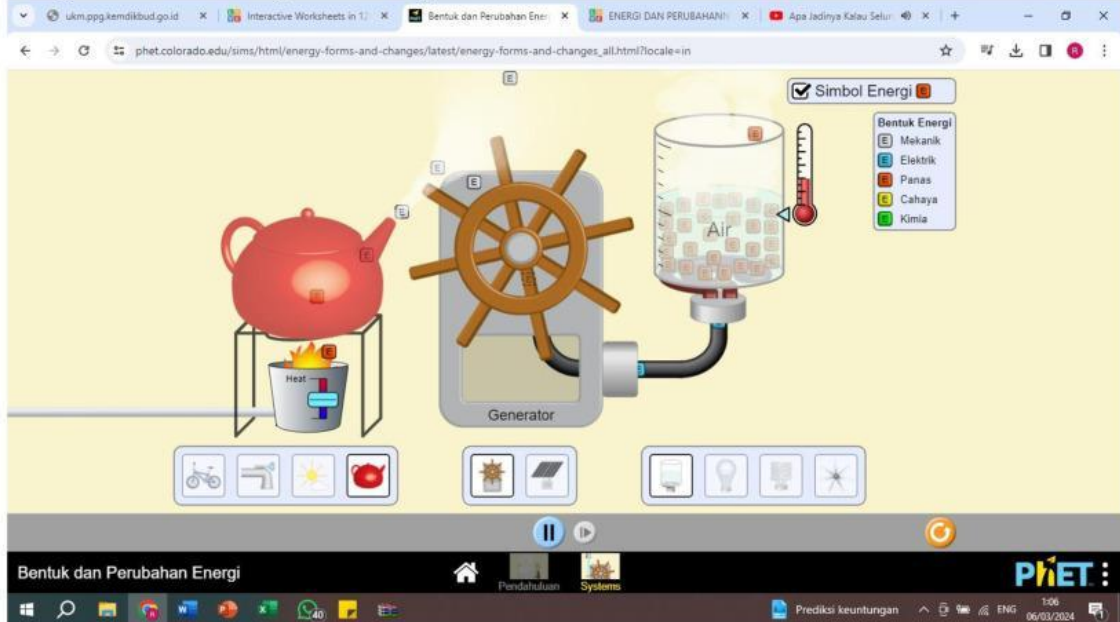 ukm.ppg.kemdikbud.go.id
Interactive Worksheets in 12
Bentuk dan Perubahan Ener
ENERGI DAN PERUBAHANN
Apa Jadinya Kalau Selur
phet.colorado.edu/sims/html/energy-forms-and-changes/latest/energy-forms-and-changes_all.html?locale=in
R
Simbol Energi E
Bentuk Energi
E Mekanik
E Elektrik
E Panas
E Cahaya
E Kimia
Air
Heat
Generator
Bentuk dan Perubahan Energi
Pendahuluan
Systems
PhET
40
Prediksi keuntungan
ENG
1:06
06/03/2024